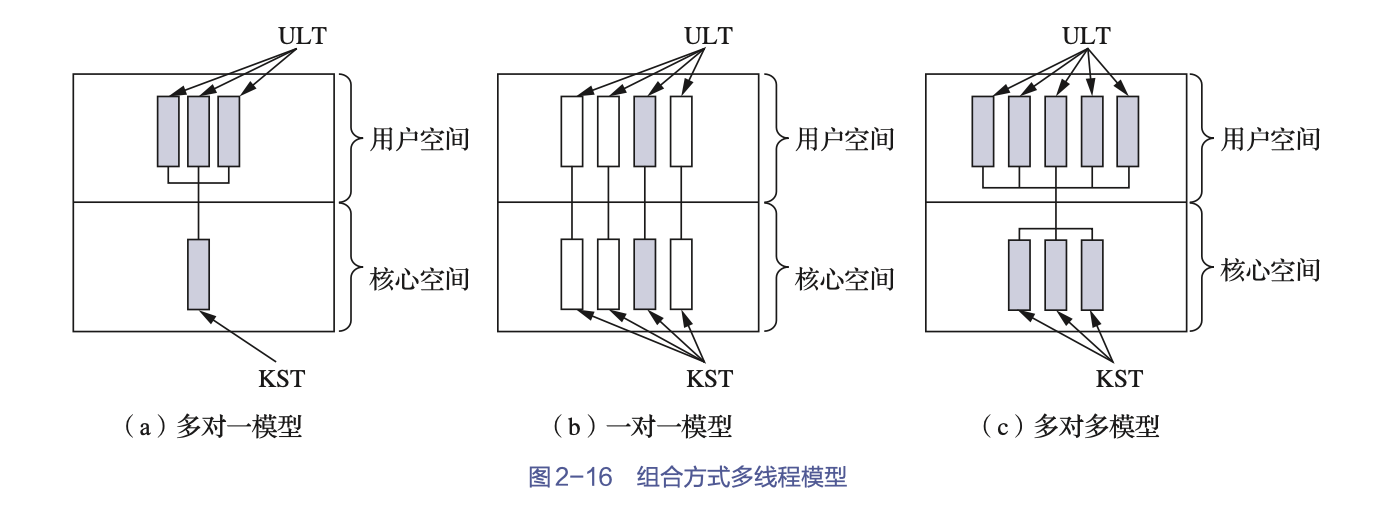 ULT ULT ULT
用户空间 用户空间 用户空间
核心空间 核心空间 核心空间
KST KST KST
（a）多对一模型 （b）一对一模型 （c）多对多模型
图2-16 组合方式多线程模型